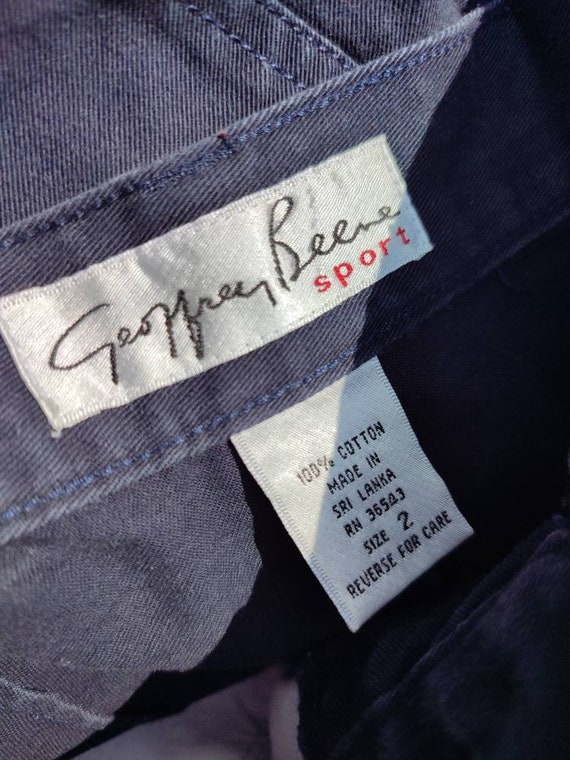 Geoffrey Beene
sport
100% COTTON
MADE IN
SRI LANKA
RN 36543
SIZE 2
REVERSE FOR CARE